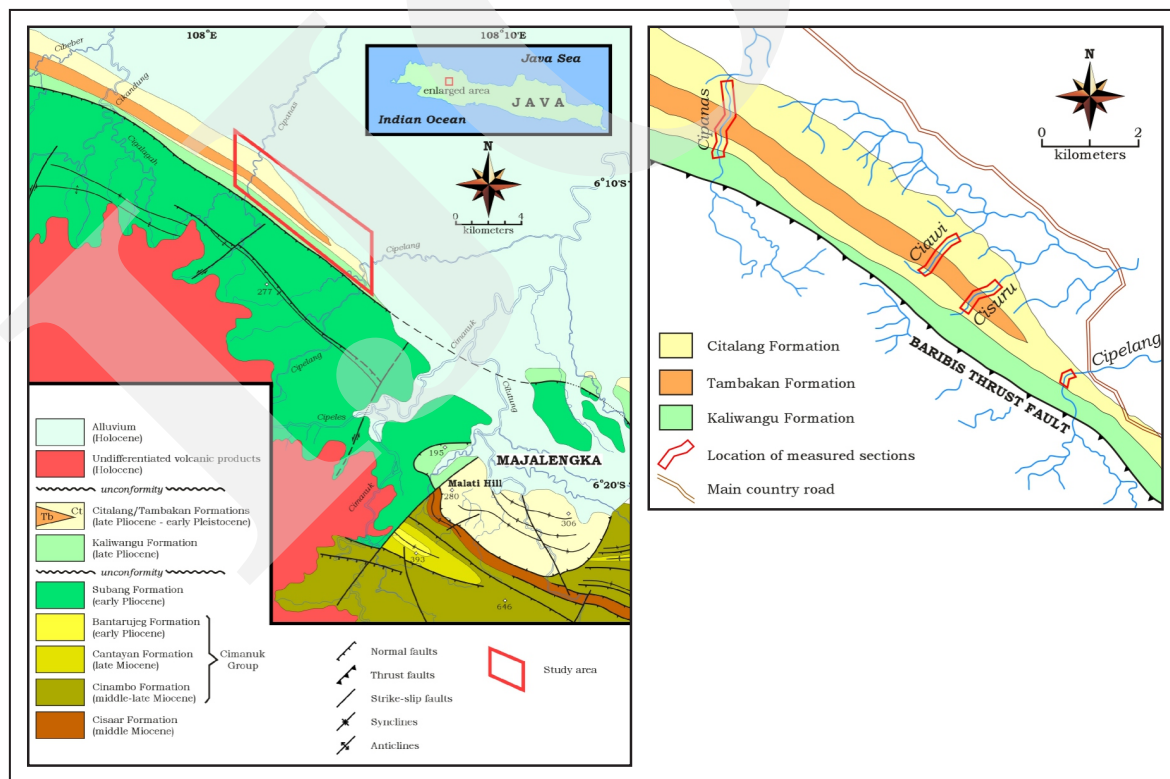 108°E
108°10'
Java Sea
enlarged area
JAVA
Indian Ocean
Cibeber
Cikandung
Cipanas
Cigalagah
N
6°10'S
0 4
kilometers
Cipelang
277
Cimanuk
Cipelang
Cilutung
Cipeles
195
MAJALENGKA
Malati Hill
280
6°20'S
Cimanuk
306
393
646
Alluvium
(Holocene)
Undifferentiated volcanic products
(Holocene)
unconformity
Tb Ct
Citalang/Tambakan Formations
(late Pliocene - early Pleistocene)
Kaliwangu Formation
(late Pliocene)
unconformity
Subang Formation
(early Pliocene)
Bantarujeg Formation
(early Pliocene)
Cantayan Formation
(late Miocene)
Cimanuk
Group
Cinambo Formation
(middle-late Miocene)
Cisaar Formation
(middle Miocene)
Normal faults
Thrust faults
Strike-slip faults
Synclines
Anticlines
Study area
N
0 2
kilometers
Cipanas
Ciawi
Cisuru
Cipelang
BARIBIS THRUST FAULT
Citalang Formation
Tambakan Formation
Kaliwangu Formation
Location of measured sections
Main country road